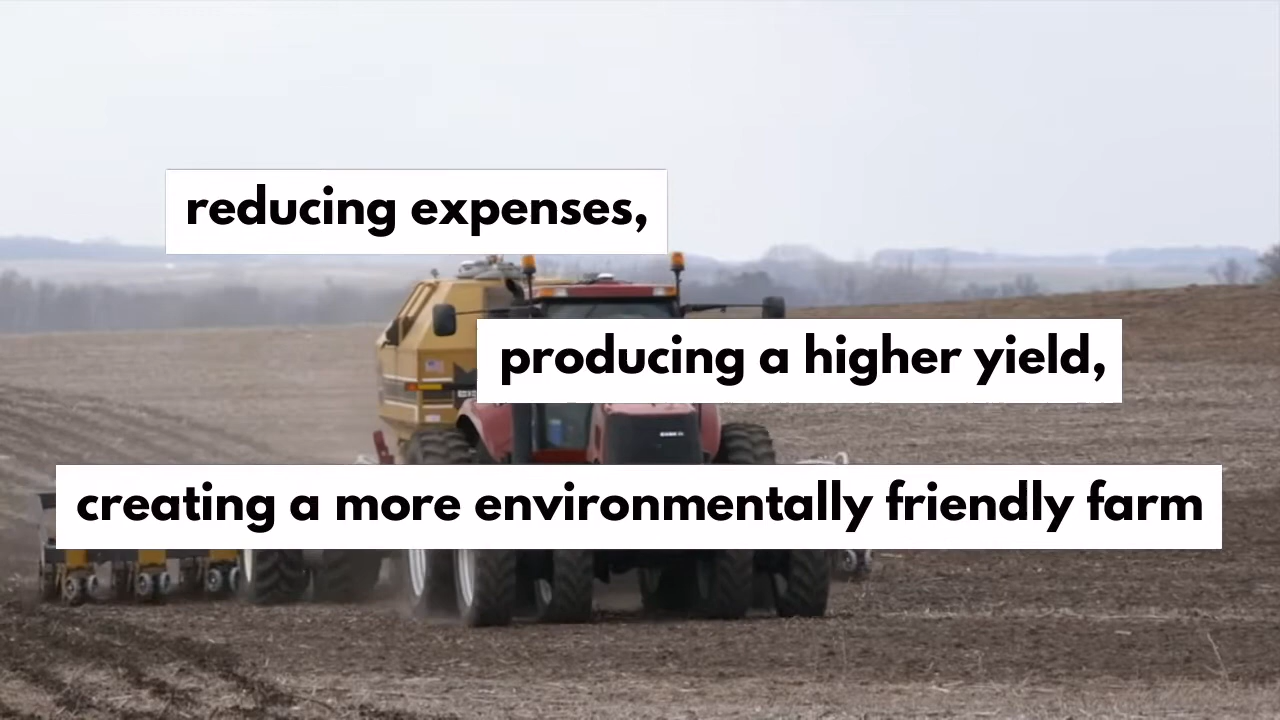 reducing expenses,
producing a higher yield,
creating a more environmentally friendly farm